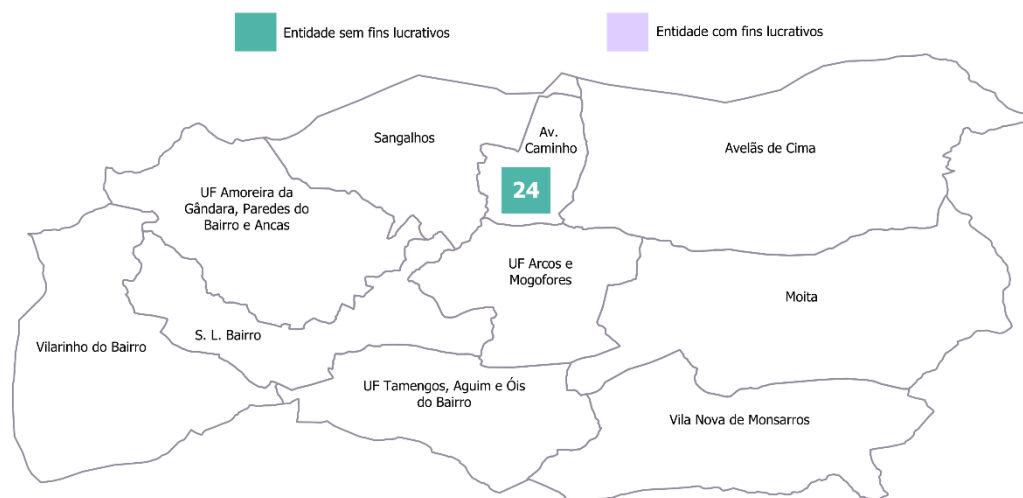 Entidade sem fins lucrativos
Entidade com fins lucrativos
Sangalhos
Av.
Caminho
Avelãs de Cima
24
UF Amoreira da
Gândara, Paredes do
Bairro e Ancas
UF Arcos e
Mogofores
Moita
S. L. Bairro
Vilarinho do Bairro
UF Tamengos, Aguim e Óis
do Bairro
Vila Nova de Monsarros